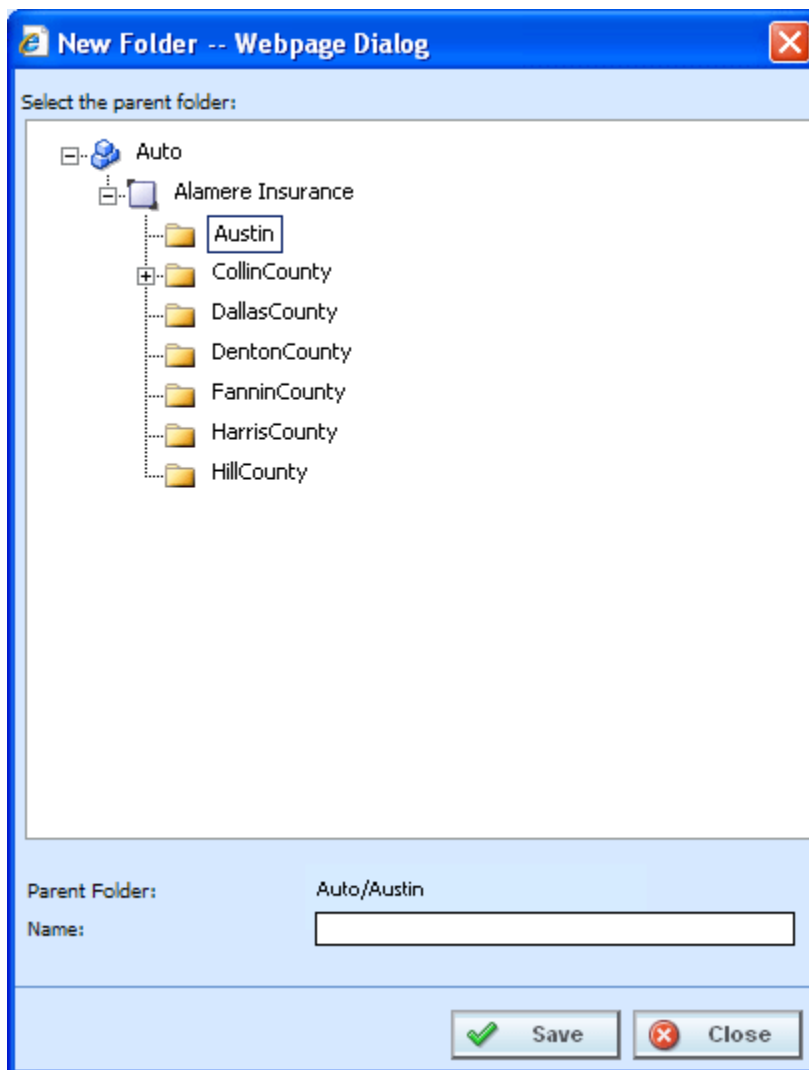 New Folder -- Webpage Dialog
Select the parent folder:
Auto
Alamere Insurance
Austin
CollinCounty
DallasCounty
DentonCounty
FanninCounty
HarrisCounty
HillCounty
Parent Folder: Auto/Austin
Name:
Save Close